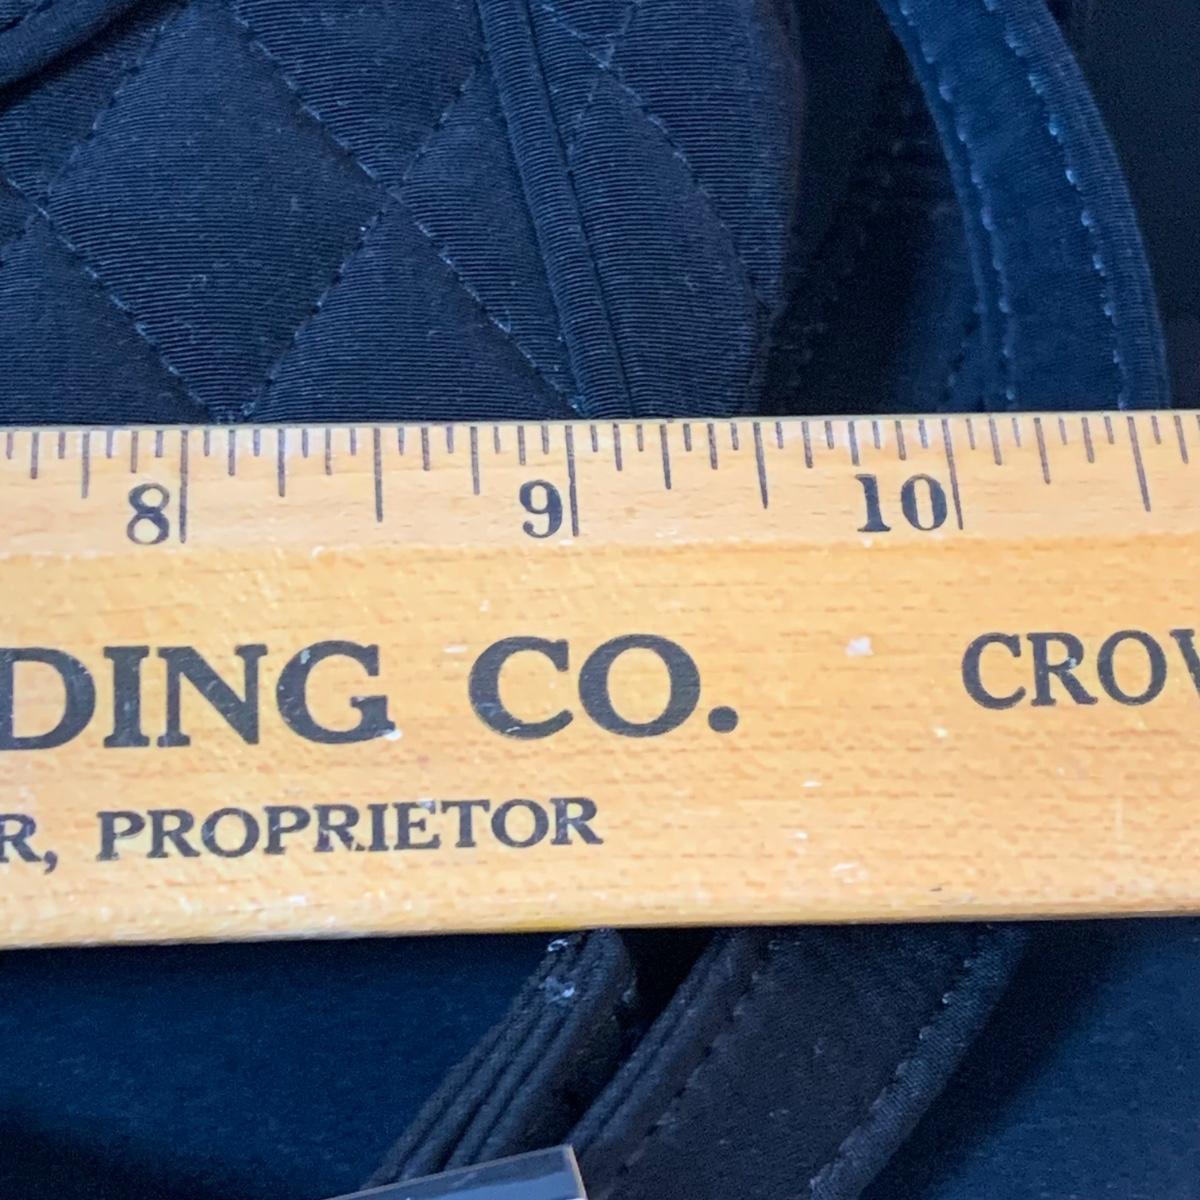 8 9 10
DING CO. CROW
R, PROPRIETOR